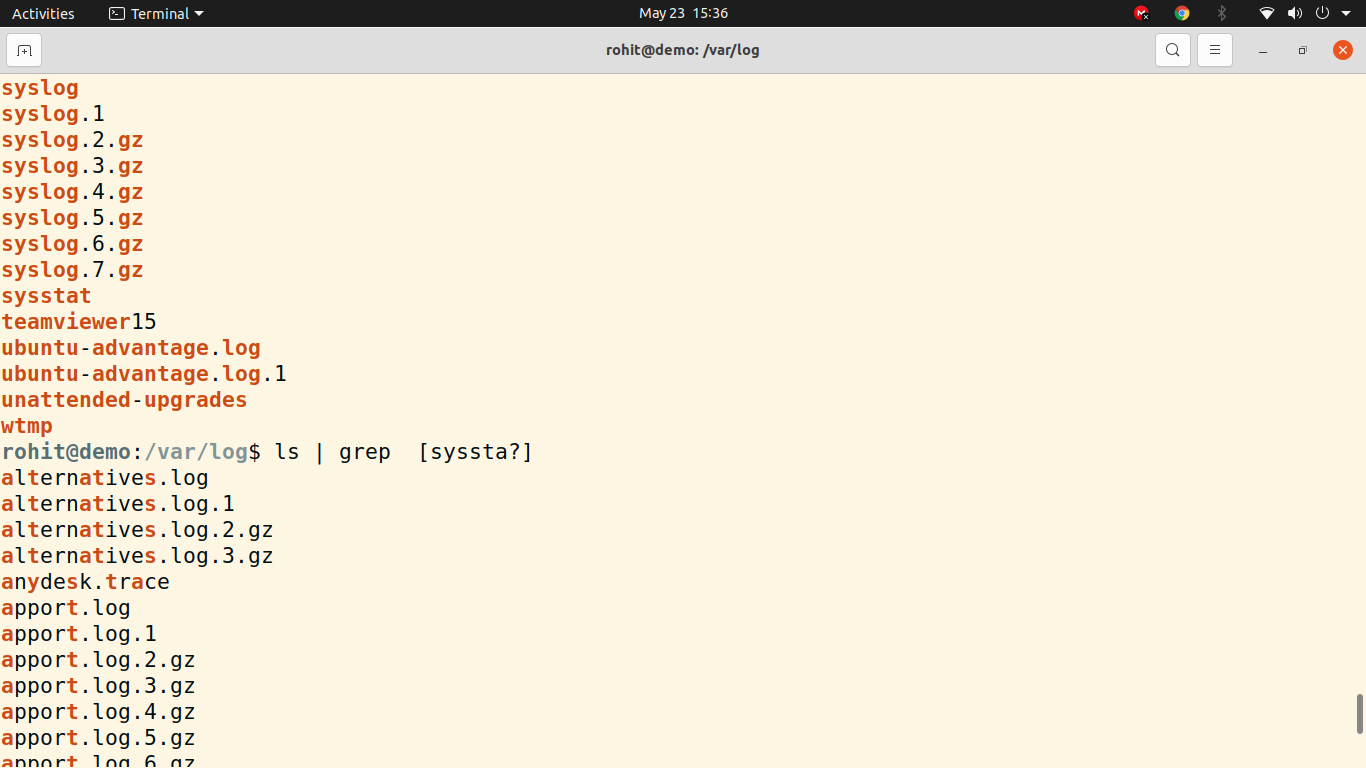 Activities Terminal May 23 15:36
rohit@demo: /var/log
syslog
syslog.1
syslog.2.gz
syslog.3.gz
syslog.4.gz
syslog.5.gz
syslog.6.gz
syslog.7.gz
sysstat
teamviewer15
ubuntu-advantage.log
ubuntu-advantage.log.1
unattended-upgrades
wtmp
rohit@demo:/var/log$ ls | grep  [syssta?]
alternatives.log
alternatives.log.1
alternatives.log.2.gz
alternatives.log.3.gz
anydesk.trace
apport.log
apport.log.1
apport.log.2.gz
apport.log.3.gz
apport.log.4.gz
apport.log.5.gz
apport.log.6.gz